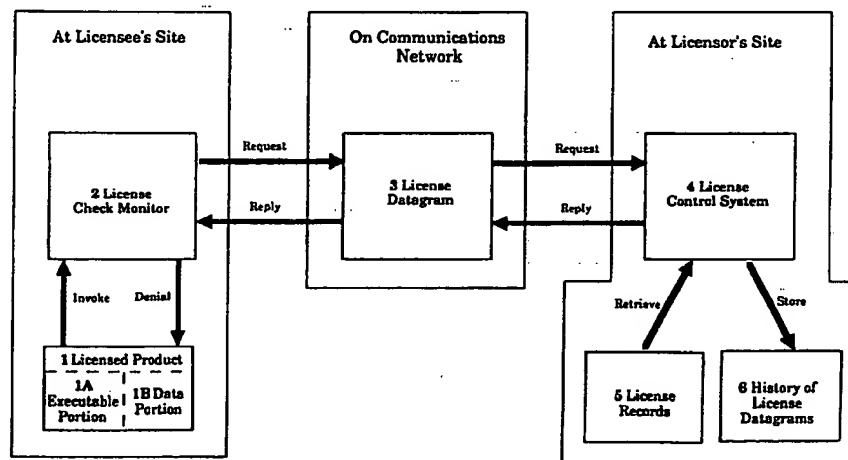 At Licensee's Site
On Communications
Network
At Licensor's Site
Request
Request
2 License
Check Monitor
3 License
Datagram
4 License
Control System
Reply
Reply
Invoke
Denial
Retrieve
Store
1 Licensed Product
1A
Executable
Portion
1B Data
Portion
5 License
Records
6 History of
License
Datagrams